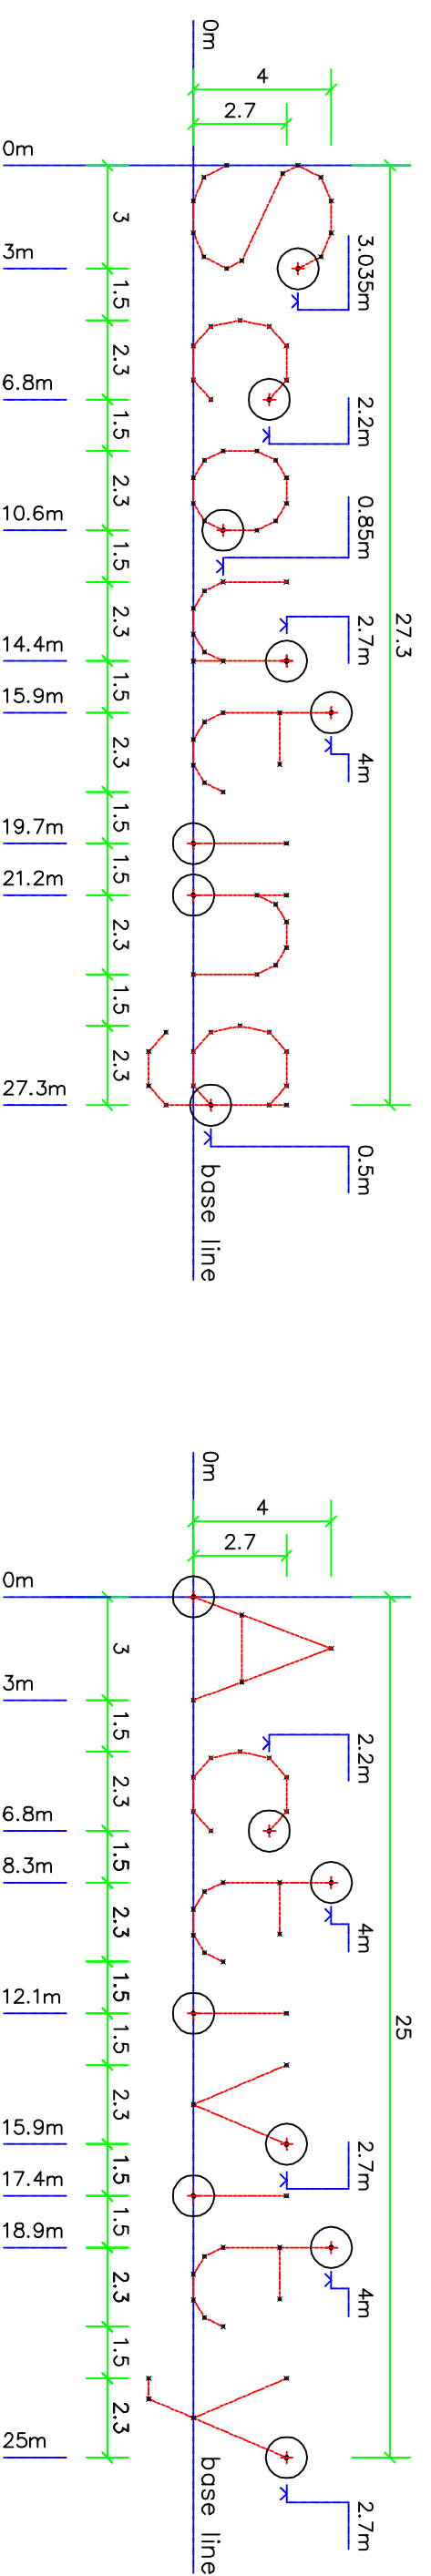 27.3
3.035m 2.2m 0.85m 2.7m 4m 0.5m
4
2.7
Scouting
0m base line
3 1.5 2.3 1.5 2.3 1.5 2.3 1.5 2.3 1.5 1.5 2.3 1.5 2.3
0m 3m 6.8m 10.6m 14.4m 15.9m 19.7m 21.2m 27.3m
25
2.2m 4m 2.7m 4m 2.7m
4
2.7
Activity
0m base line
3 1.5 2.3 1.5 2.3 1.5 1.5 2.3 1.5 1.5 2.3 1.5 2.3
0m 3m 6.8m 8.3m 12.1m 15.9m 17.4m 18.9m 25m